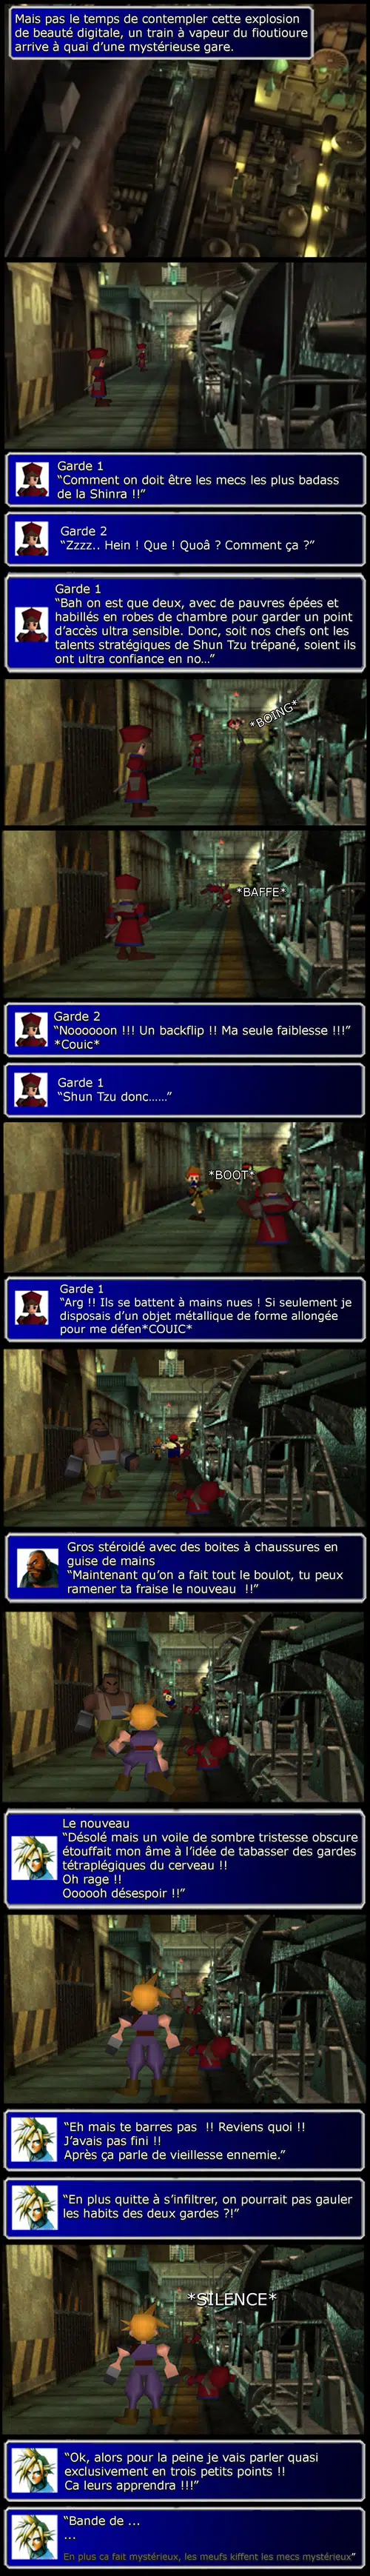 Mais pas le temps de contempler cette explosion
de beauté digitale, un train à vapeur du fioutioure
arrive à quai d'une mystérieuse gare.
Garde 1
“Comment on doit être les mecs les plus badass
de la Shinra !!”
Garde 2
“Zzzz.. Hein ! Que ! Quoâ ? Comment ça ?”
Garde 1
“Bah on est que deux, avec de pauvres épées et
habillés en robes de chambre pour garder un point
d'accès ultra sensible. Donc, soit nos chefs ont les
talents stratégiques de Shun Tzu trépané, soient ils
ont ultra confiance en no…”
*BOING*
*BAFFE*
Garde 2
“Noooooon !!! Un backflip !! Ma seule faiblesse !!!”
*Couic*
Garde 1
“Shun Tzu donc……”
*BOOT*
Garde 1
“Arg !! Ils se battent à mains nues ! Si seulement je
disposais d'un objet métallique de forme allongée
pour me défen*COUIC*
Gros stéroidé avec des boites à chaussures en
guise de mains
“Maintenant qu'on a fait tout le boulot, tu peux
ramener ta fraise le nouveau  !!”
Le nouveau
“Désolé mais un voile de sombre tristesse obscure
étouffait mon âme à l'idée de tabasser des gardes
tétraplégiques du cerveau !!
Oh rage !!
Oooooh désespoir !!”
“Eh mais te barres pas  !! Reviens quoi !!
J'avais pas fini !!
Après ça parle de vieillesse ennemie.”
“En plus quitte à s'infiltrer, on pourrait pas gauler
les habits des deux gardes ?!”
*SILENCE*
“Ok, alors pour la peine je vais parler quasi
exclusivement en trois petits points !!
Ca leurs apprendra !!!”
“Bande de ...
...
En plus ca fait mystérieux, les meufs kiffent les mecs mystérieux”